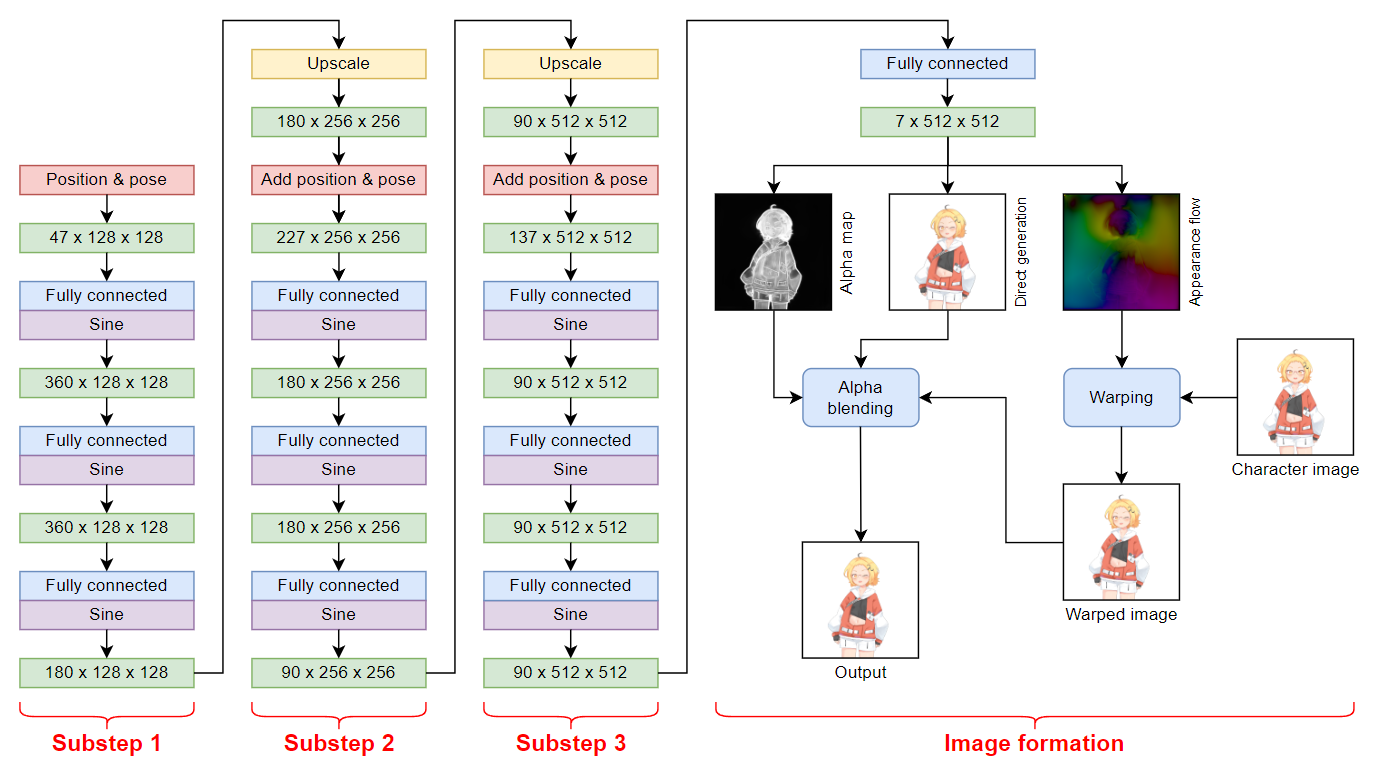 Position & pose
47 x 128 x 128
Fully connected
Sine
360 x 128 x 128
Fully connected
Sine
360 x 128 x 128
Fully connected
Sine
180 x 128 x 128
Substep 1
Upscale
180 x 256 x 256
Add position & pose
227 x 256 x 256
Fully connected
Sine
180 x 256 x 256
Fully connected
Sine
180 x 256 x 256
Fully connected
Sine
90 x 256 x 256
Substep 2
Upscale
90 x 512 x 512
Add position & pose
137 x 512 x 512
Fully connected
Sine
90 x 512 x 512
Fully connected
Sine
90 x 512 x 512
Fully connected
Sine
90 x 512 x 512
Substep 3
Fully connected
7 x 512 x 512
Alpha map
Direct generation
Appearance flow
Alpha
blending
Warping
Character image
Warped image
Output
Image formation